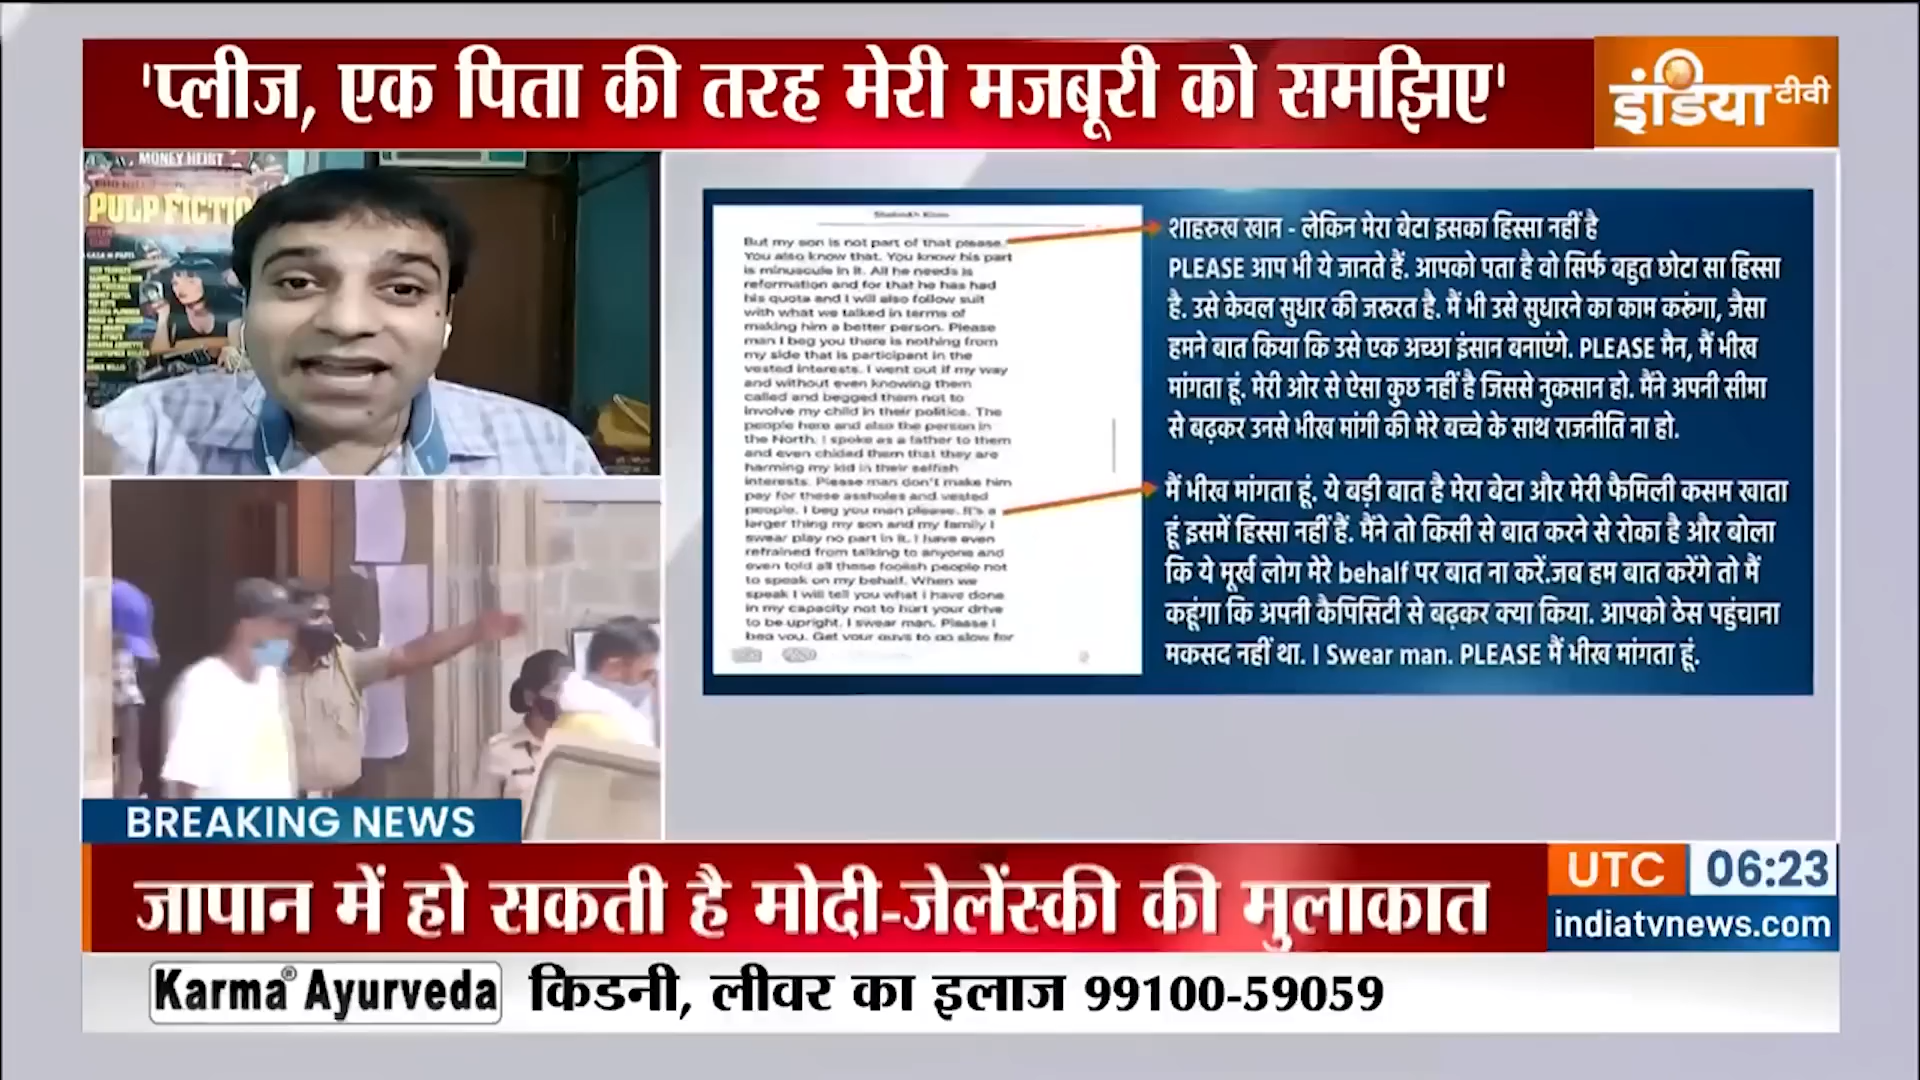 'प्लीज, एक पिता की तरह मेरी मजबूरी को समझिए'
इंडिया टीवी
MONEY HEIST
PULP FICTIO
Shahrukh Khan
But my son is not part of that please.
You also know that. You know his part
is minuscule in it. All he needs is
reformation and for that he has had
his quota and I will also follow suit
with what we talked in terms of
making him a better person. Please
man I beg you there is nothing from
my side that is participant in the
vested interests. I went out if my way
and without even knowing them
called and begged them not to
involve my child in their politics. The
people here and also the person in
the North. I spoke as a father to them
and even chided them that they are
harming my kid in their selfish
interests. Please man don't make him
pay for these assholes and vested
people. I beg you man please. It's a
larger thing my son and my family I
swear play no part in it. I have even
refrained from talking to anyone and
even told all these foolish people not
to speak on my behalf. When we
speak I will tell you what i have done
in my capacity not to hurt your drive
to be upright. I swear man. Please I
beg you. Get your guys to go slow for
शाहरुख खान - लेकिन मेरा बेटा इसका हिस्सा नहीं है
PLEASE आप भी ये जानते हैं. आपको पता है वो सिर्फ बहुत छोटा सा हिस्सा
है. उसे केवल सुधार की जरूरत है. मैं भी उसे सुधारने का काम करूंगा, जैसा
हमने बात किया कि उसे एक अच्छा इंसान बनाएंगे. PLEASE मैन, मैं भीख
मांगता हूं. मेरी ओर से ऐसा कुछ नहीं है जिससे नुकसान हो. मैंने अपनी सीमा
से बढ़कर उनसे भीख मांगी की मेरे बच्चे के साथ राजनीति ना हो.
मैं भीख मांगता हूं. ये बड़ी बात है मेरा बेटा और मेरी फैमिली कसम खाता
हूं इसमें हिस्सा नहीं हैं. मैंने तो किसी से बात करने से रोका है और बोला
कि ये मूर्ख लोग मेरे behalf पर बात ना करें.जब हम बात करेंगे तो मैं
कहूंगा कि अपनी कैपिसिटी से बढ़कर क्या किया. आपको ठेस पहुंचाना
मकसद नहीं था. I Swear man. PLEASE मैं भीख मांगता हूं.
BREAKING NEWS
जापान में हो सकती है मोदी-जेलेंस्की की मुलाकात
UTC 06:23
indiatvnews.com
Karma® Ayurveda किडनी, लीवर का इलाज 99100-59059